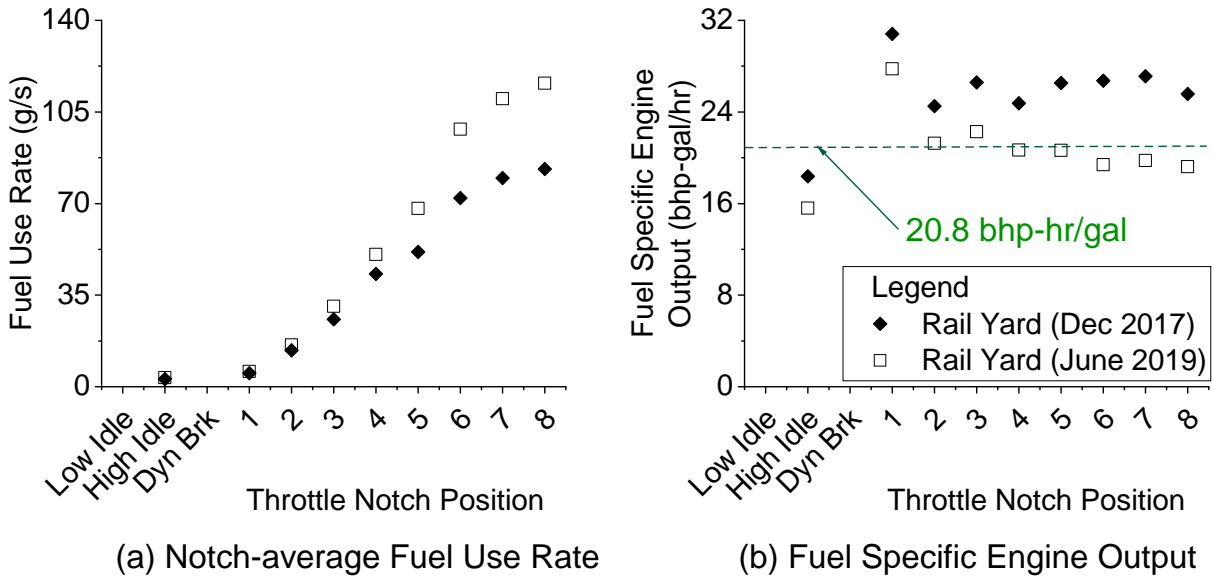 140
105
70
35
0
Fuel Use Rate (g/s)
Low Idle
High Idle
Dyn Brk
1
2
3
4
5
6
7
8
Throttle Notch Position
(a) Notch-average Fuel Use Rate
32
24
16
8
0
Fuel Specific Engine
Output (bhp-gal/hr)
20.8 bhp-hr/gal
Legend
Rail Yard (Dec 2017)
Rail Yard (June 2019)
Low Idle
High Idle
Dyn Brk
1
2
3
4
5
6
7
8
Throttle Notch Position
(b) Fuel Specific Engine Output